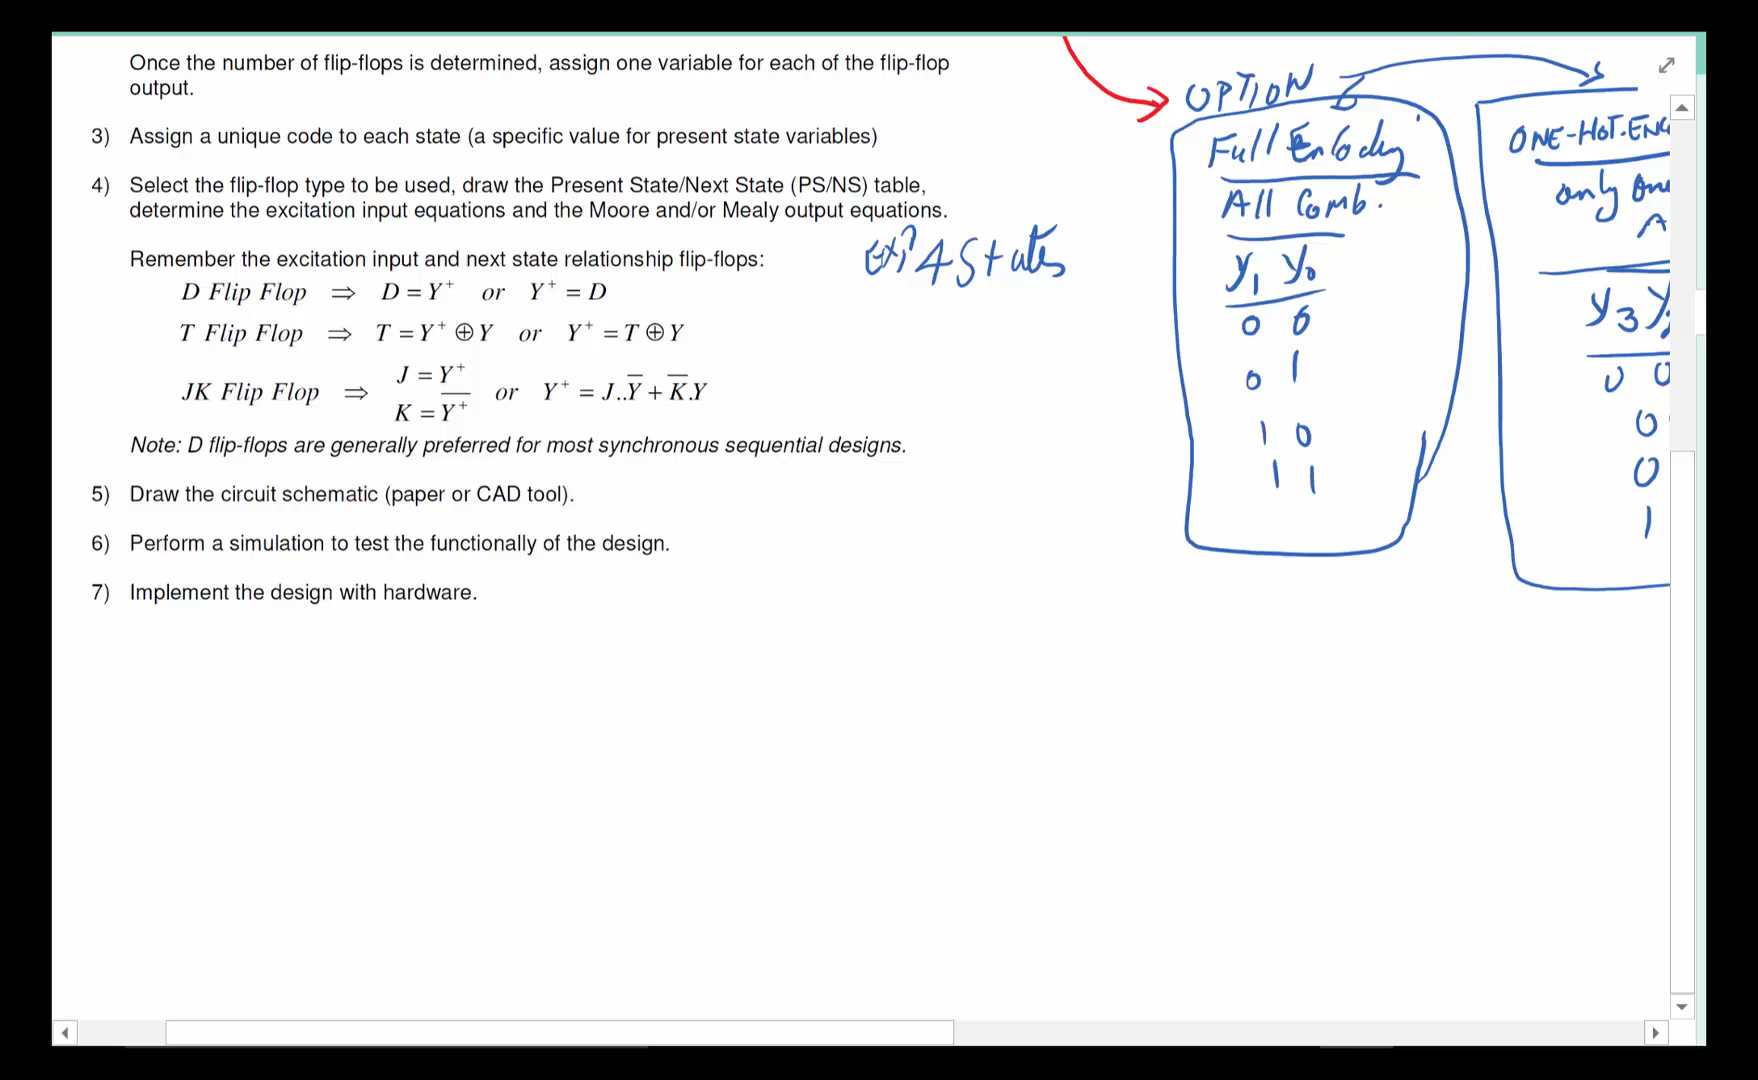 Once the number of flip-flops is determined, assign one variable for each of the flip-flop
output.
3) Assign a unique code to each state (a specific value for present state variables)
4) Select the flip-flop type to be used, draw the Present State/Next State (PS/NS) table,
determine the excitation input equations and the Moore and/or Mealy output equations.
Remember the excitation input and next state relationship flip-flops:
D Flip Flop ⇒ D = Y⁺ or Y⁺ = D
T Flip Flop ⇒ T = Y⁺ ⊕ Y or Y⁺ = T ⊕ Y
JK Flip Flop ⇒ J = Y⁺ K = Y̅⁺ or Y⁺ = J..Y̅ + K̅.Y
Note: D flip-flops are generally preferred for most synchronous sequential designs.
5) Draw the circuit schematic (paper or CAD tool).
6) Perform a simulation to test the functionally of the design.
7) Implement the design with hardware.
4 States
OPTION
Full Encoding
All Comb.
y₁ y₀
0 0
0 1
1 0
1 1
ONE-HOT-ENC
only one
A
y₃ y₂
0 0
0
0
1